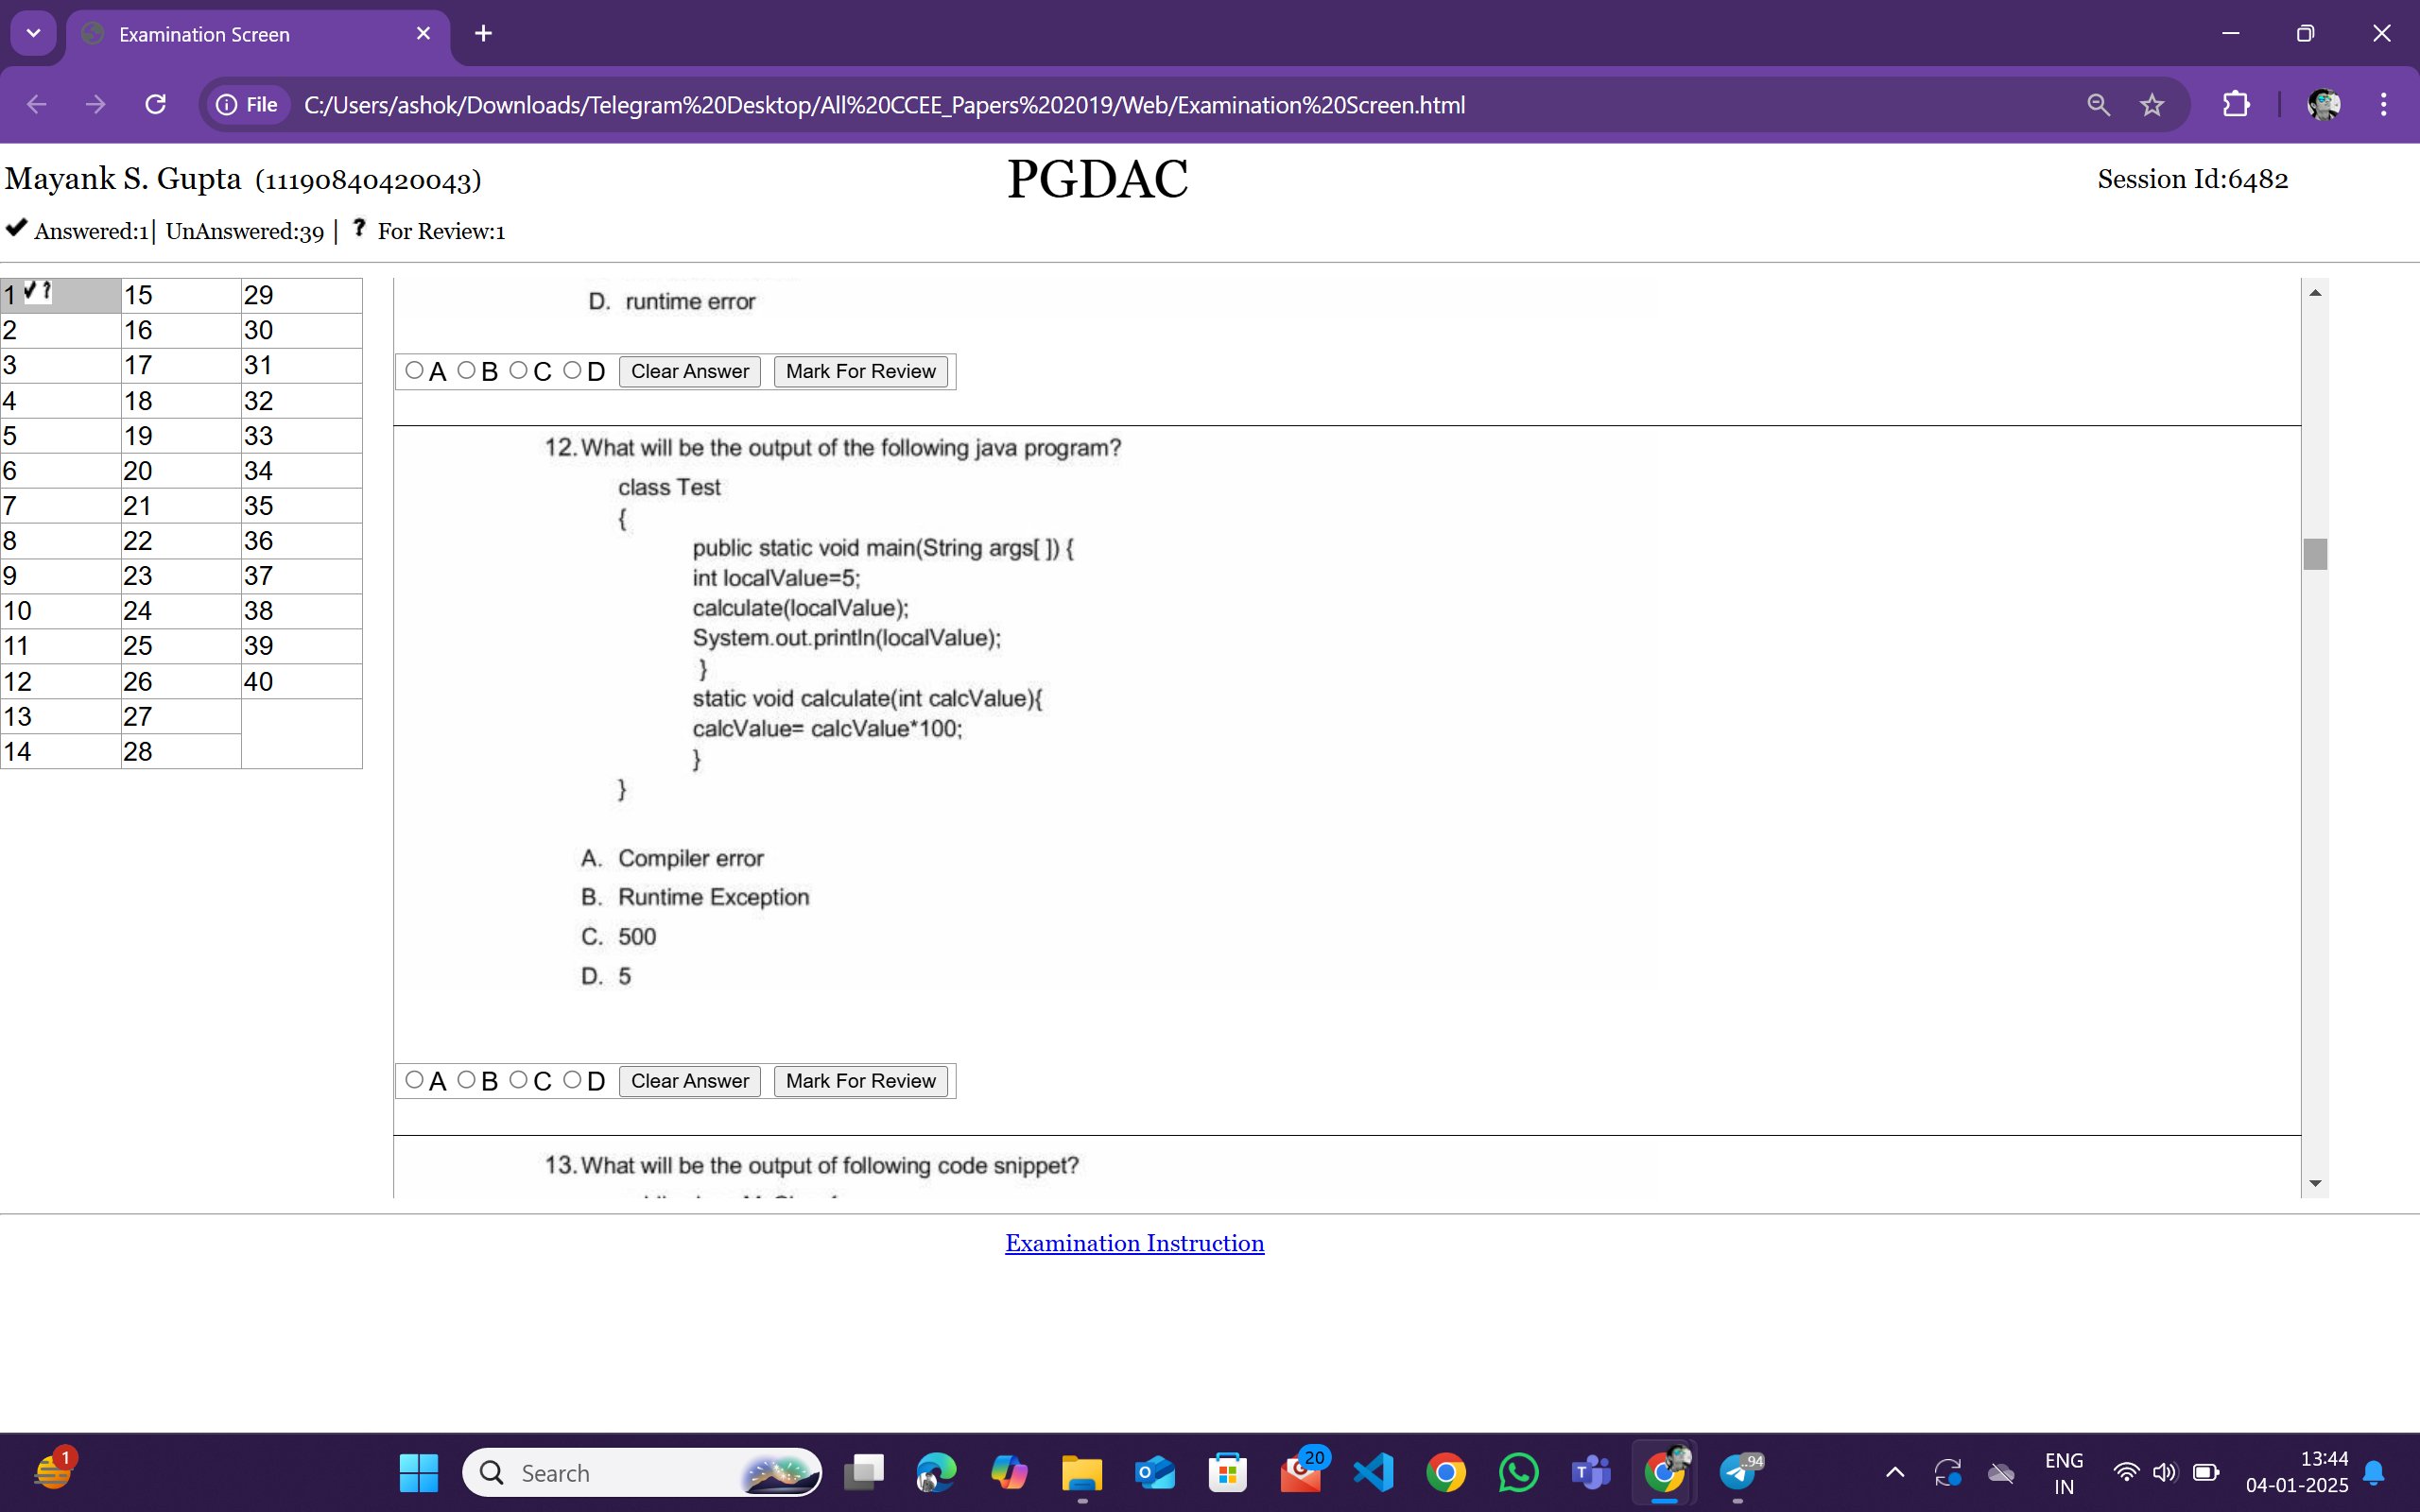 Examination Screen
File
C:/Users/ashok/Downloads/Telegram%20Desktop/All%20CCEE_Papers%202019/Web/Examination%20Screen.html
Mayank S. Gupta (11190840420043)
PGDAC
Session Id:6482
Answered:1| UnAnswered:39 | ? For Review:1
1 ? 15 29
2 16 30
3 17 31
4 18 32
5 19 33
6 20 34
7 21 35
8 22 36
9 23 37
10 24 38
11 25 39
12 26 40
13 27
14 28
D. runtime error
A B C D Clear Answer Mark For Review
12. What will be the output of the following java program?
class Test
{
public static void main(String args[ ]) {
int localValue=5;
calculate(localValue);
System.out.println(localValue);
}
static void calculate(int calcValue){
calcValue= calcValue*100;
}
}
A. Compiler error
B. Runtime Exception
C. 500
D. 5
A B C D Clear Answer Mark For Review
13. What will be the output of following code snippet?
Examination Instruction
1
Search
20
..94
ENG
IN
13:44
04-01-2025